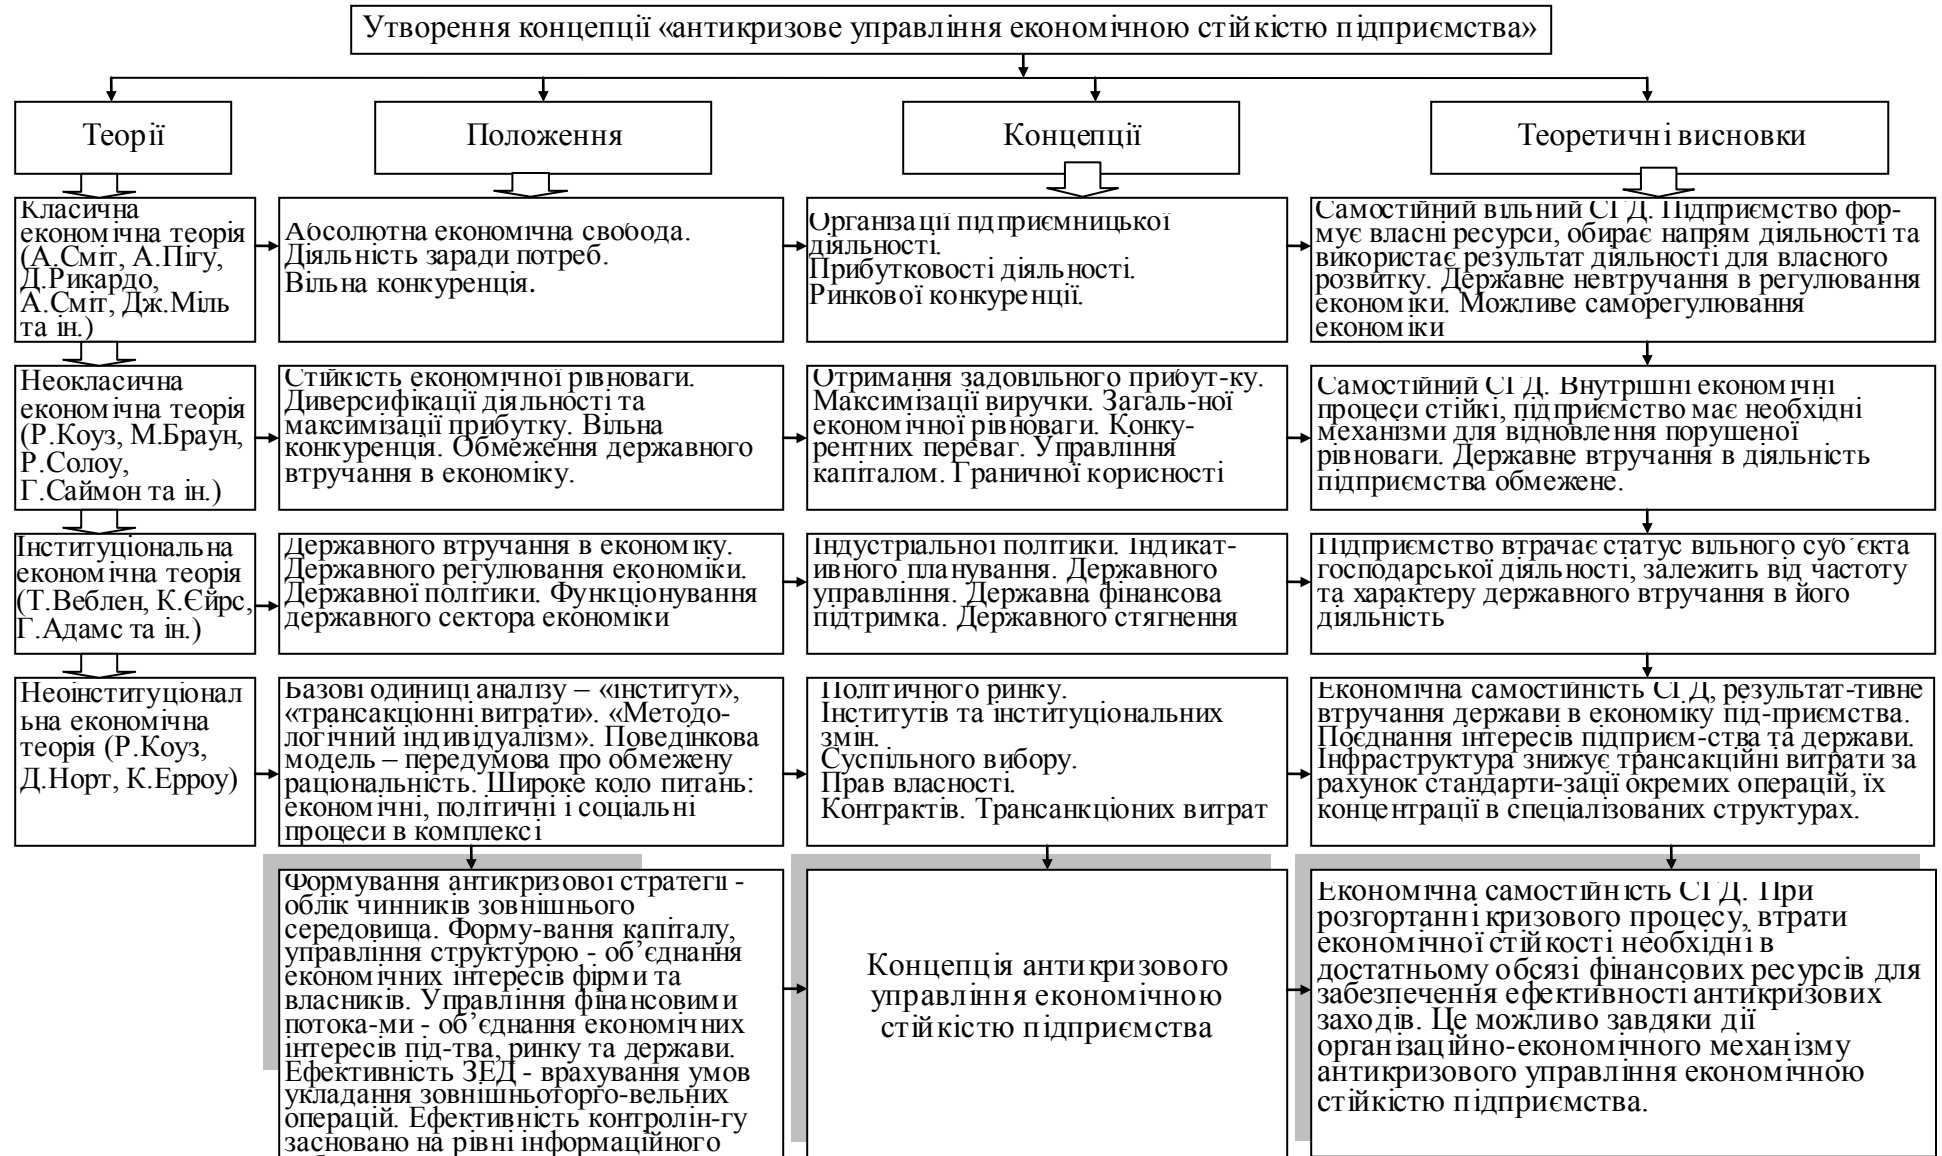 Утворення концепції «антикризове управління економічною стійкістю підприємства»
Теорії
Положення
Концепції
Теоретичні висновки
Класична
економічна теорія
(А.Сміт, А.Пігу,
Д.Рикардо,
А.Сміт, Дж.Міль
та ін.)
Абсолютна економічна свобода.
Діяльність заради потреб.
Вільна конкуренція.
Організації підприємницької
діяльності.
Прибутковості діяльності.
Ринкової конкуренції.
Самостійний вільний СГД. Підприємство фор-
мує власні ресурси, обирає напрям діяльності та
використає результат діяльності для власного
розвитку. Державне невтручання в регулювання
економіки. Можливе саморегулювання
економіки
Неокласична
економічна теорія
(Р.Коуз, М.Браун,
Р.Солоу,
Г.Саймон та ін.)
Стійкість економічної рівноваги.
Диверсифікації діяльності та
максимізації прибутку. Вільна
конкуренція. Обмеження державного
втручання в економіку.
Отримання задовільного прибут-ку.
Максимізації виручки. Загаль-ної
економічної рівноваги. Конку-
рентних переваг. Управління
капіталом. Граничної корисності
Самостійний СГД. Внутрішні економічні
процеси стійкі, підприємство має необхідні
механізми для відновлення порушеної
рівноваги. Державне втручання в діяльність
підприємства обмежене.
Інституціональна
економічна теорія
(Т.Веблен, К.Єйрс,
Г.Адамс та ін.)
Державного втручання в економіку.
Державного регулювання економіки.
Державної політики. Функціонування
державного сектора економіки
Індустріальної політики. Індикат-
ивного планування. Державного
управління. Державна фінансова
підтримка. Державного стягнення
Підприємство втрачає статус вільного суб´єкта
господарської діяльності, залежить від частоту
та характеру державного втручання в його
діяльність
Неоінституціонал
ьна економічна
теорія (Р.Коуз,
Д.Норт, К.Ерроу)
Базові одиниці аналізу – «інститут»,
«трансакціонні витрати». «Методо-
логічний індивідуалізм». Поведінкова
модель – передумова про обмежену
раціональність. Широке коло питань:
економічні, політичні і соціальні
процеси в комплексі
Політичного ринку.
Інститутів та інституціональних
змін.
Суспільного вибору.
Прав власності.
Контрактів. Трансанкціоних витрат
Економічна самостійність СГД, результат-тивне
втручання держави в економіку під-приємства.
Поєднання інтересів підприєм-ства та держави.
Інфраструктура знижує трансакційні витрати за
рахунок стандарти-зації окремих операцій, їх
концентрації в спеціалізованих структурах.
Формування антикризової стратегії -
облік чинників зовнішнього
середовища. Форму-вання капіталу,
управління структурою - об’єднання
економічних інтересів фірми та
власників. Управління фінансовими
потока-ми - об’єднання економічних
інтересів під-тва, ринку та держави.
Ефективність ЗЕД - врахування умов
укладання зовнішньоторго-вельних
операцій. Ефективність контролін-гу
засновано на рівні інформаційного
Концепція антикризового
управління економічною
стійкістю підприємства
Економічна самостійність СГД. При
розгортанні кризового процесу, втрати
економічної стійкості необхідні в
достатньому обсязі фінансових ресурсів для
забезпечення ефективності антикризових
заходів. Це можливо завдяки дії
організаційно-економічного механізму
антикризового управління економічною
стійкістю підприємства.